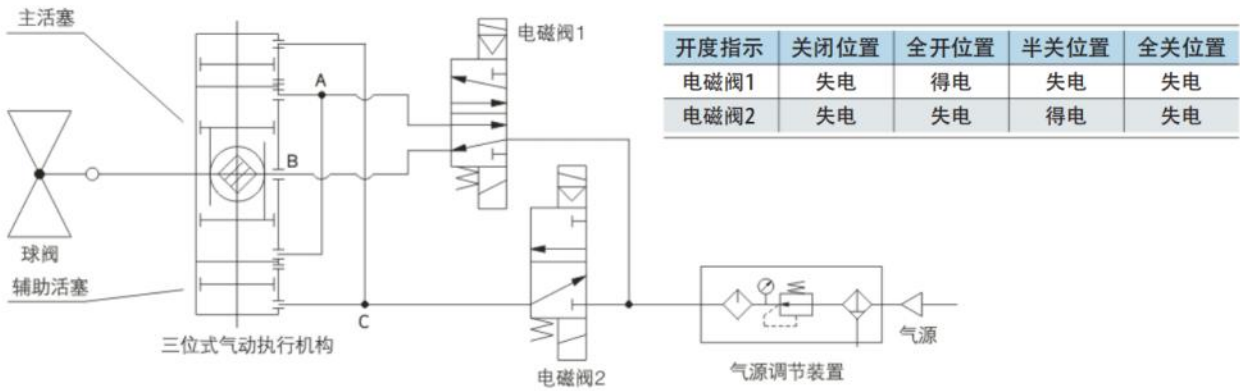 主活塞
电磁阀1
开度指示 关闭位置 全开位置 半关位置 全关位置
电磁阀1 失电 得电 失电 失电
电磁阀2 失电 失电 得电 失电
A
B
球阀
辅助活塞
C
三位式气动执行机构
电磁阀2
气源
气源调节装置